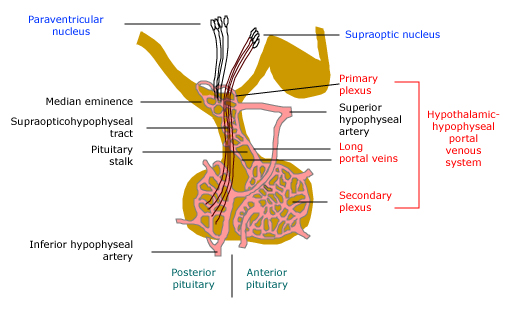 Paraventricular
nucleus
Supraoptic nucleus
Median eminence
Supraopticohypophyseal
tract
Pituitary
stalk
Inferior hypophyseal
artery
Primary
plexus
Superior
hypophyseal
artery
Long
portal veins
Secondary
plexus
Hypothalamic-
hypophyseal
portal
venous
system
Posterior
pituitary
Anterior
pituitary